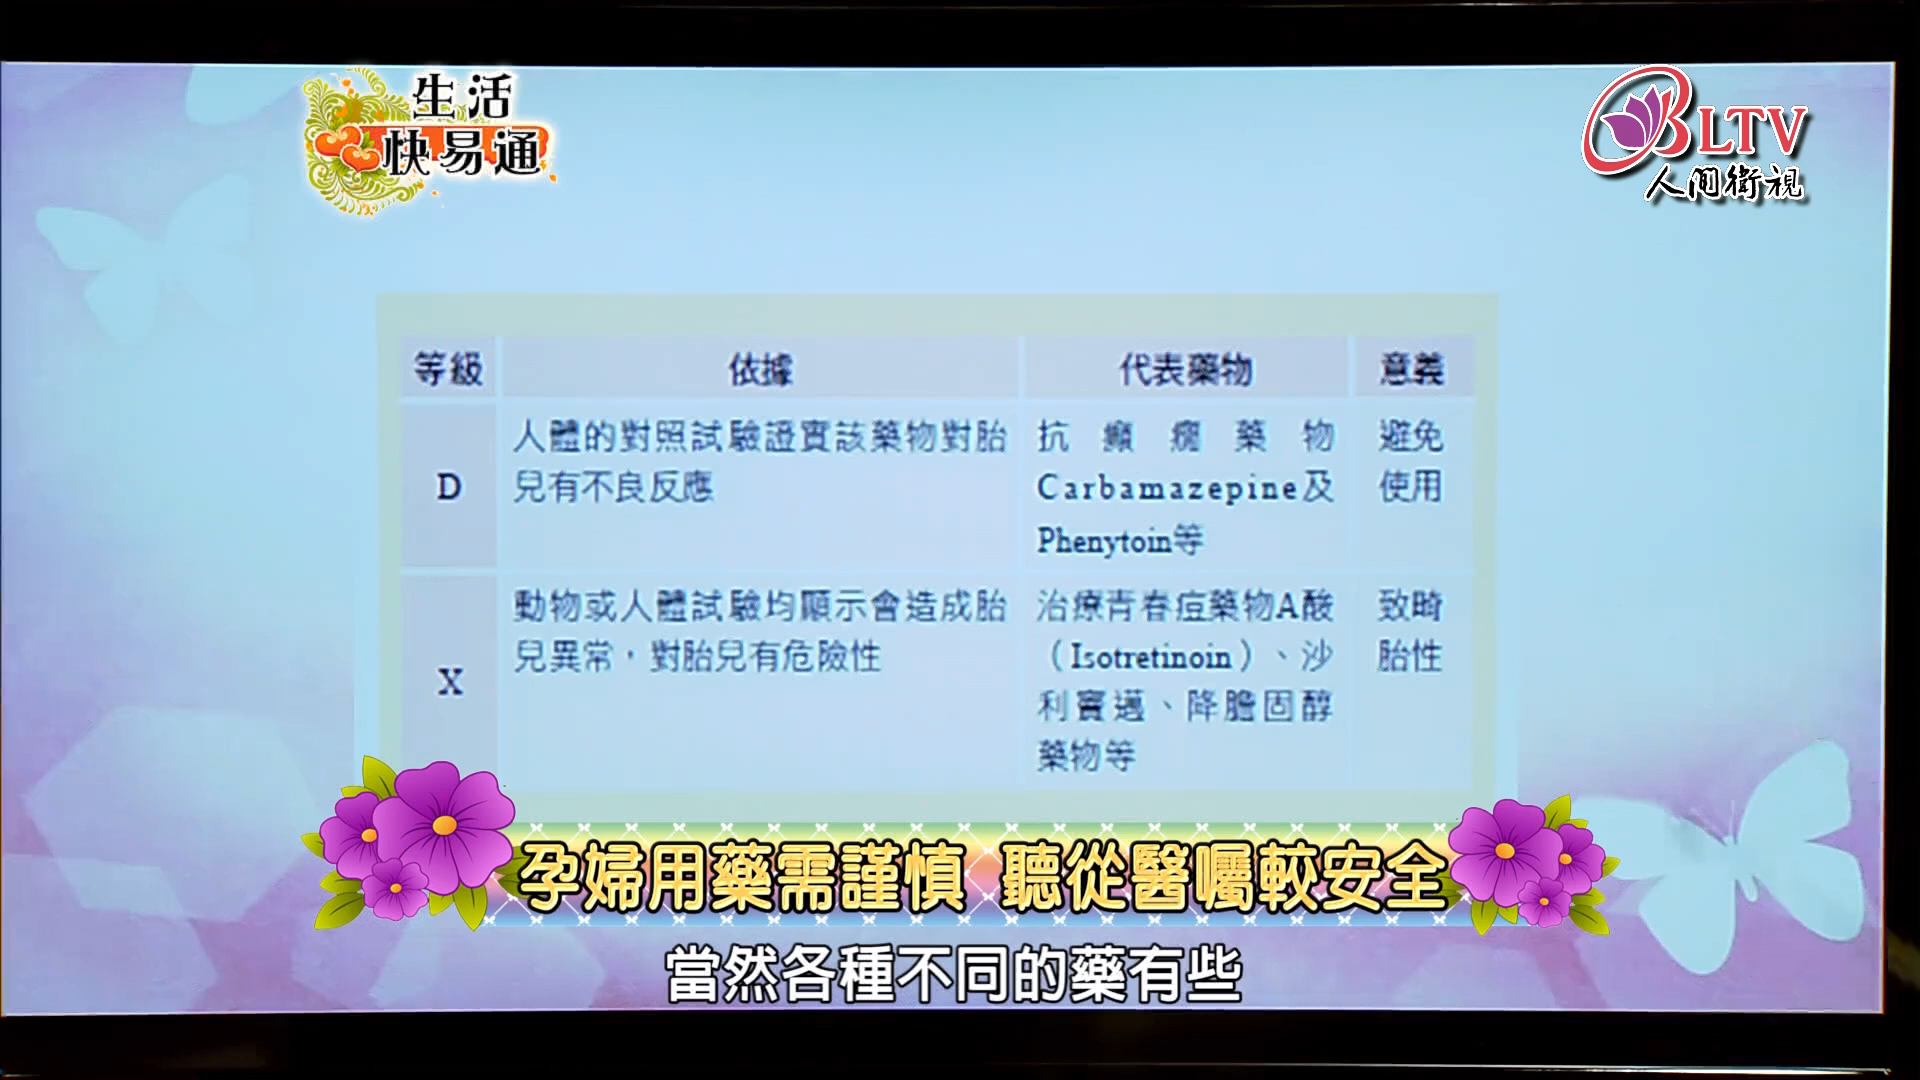 生活
快易通
BLTV
人間衛視
等級 依據 代表藥物 意義
人體的對照試驗證實該藥物對胎
兒有不良反應
D
抗癲癇藥物
Carbamazepine及
Phenytoin等
避免
使用
動物或人體試驗均顯示會造成胎
兒異常，對胎兒有危險性
X
治療青春痘藥物A酸
（Isotretinoin）、沙
利竇邁、降膽固醇
藥物等
致畸
胎性
孕婦用藥需謹慎 聽從醫囑較安全
當然各種不同的藥有些